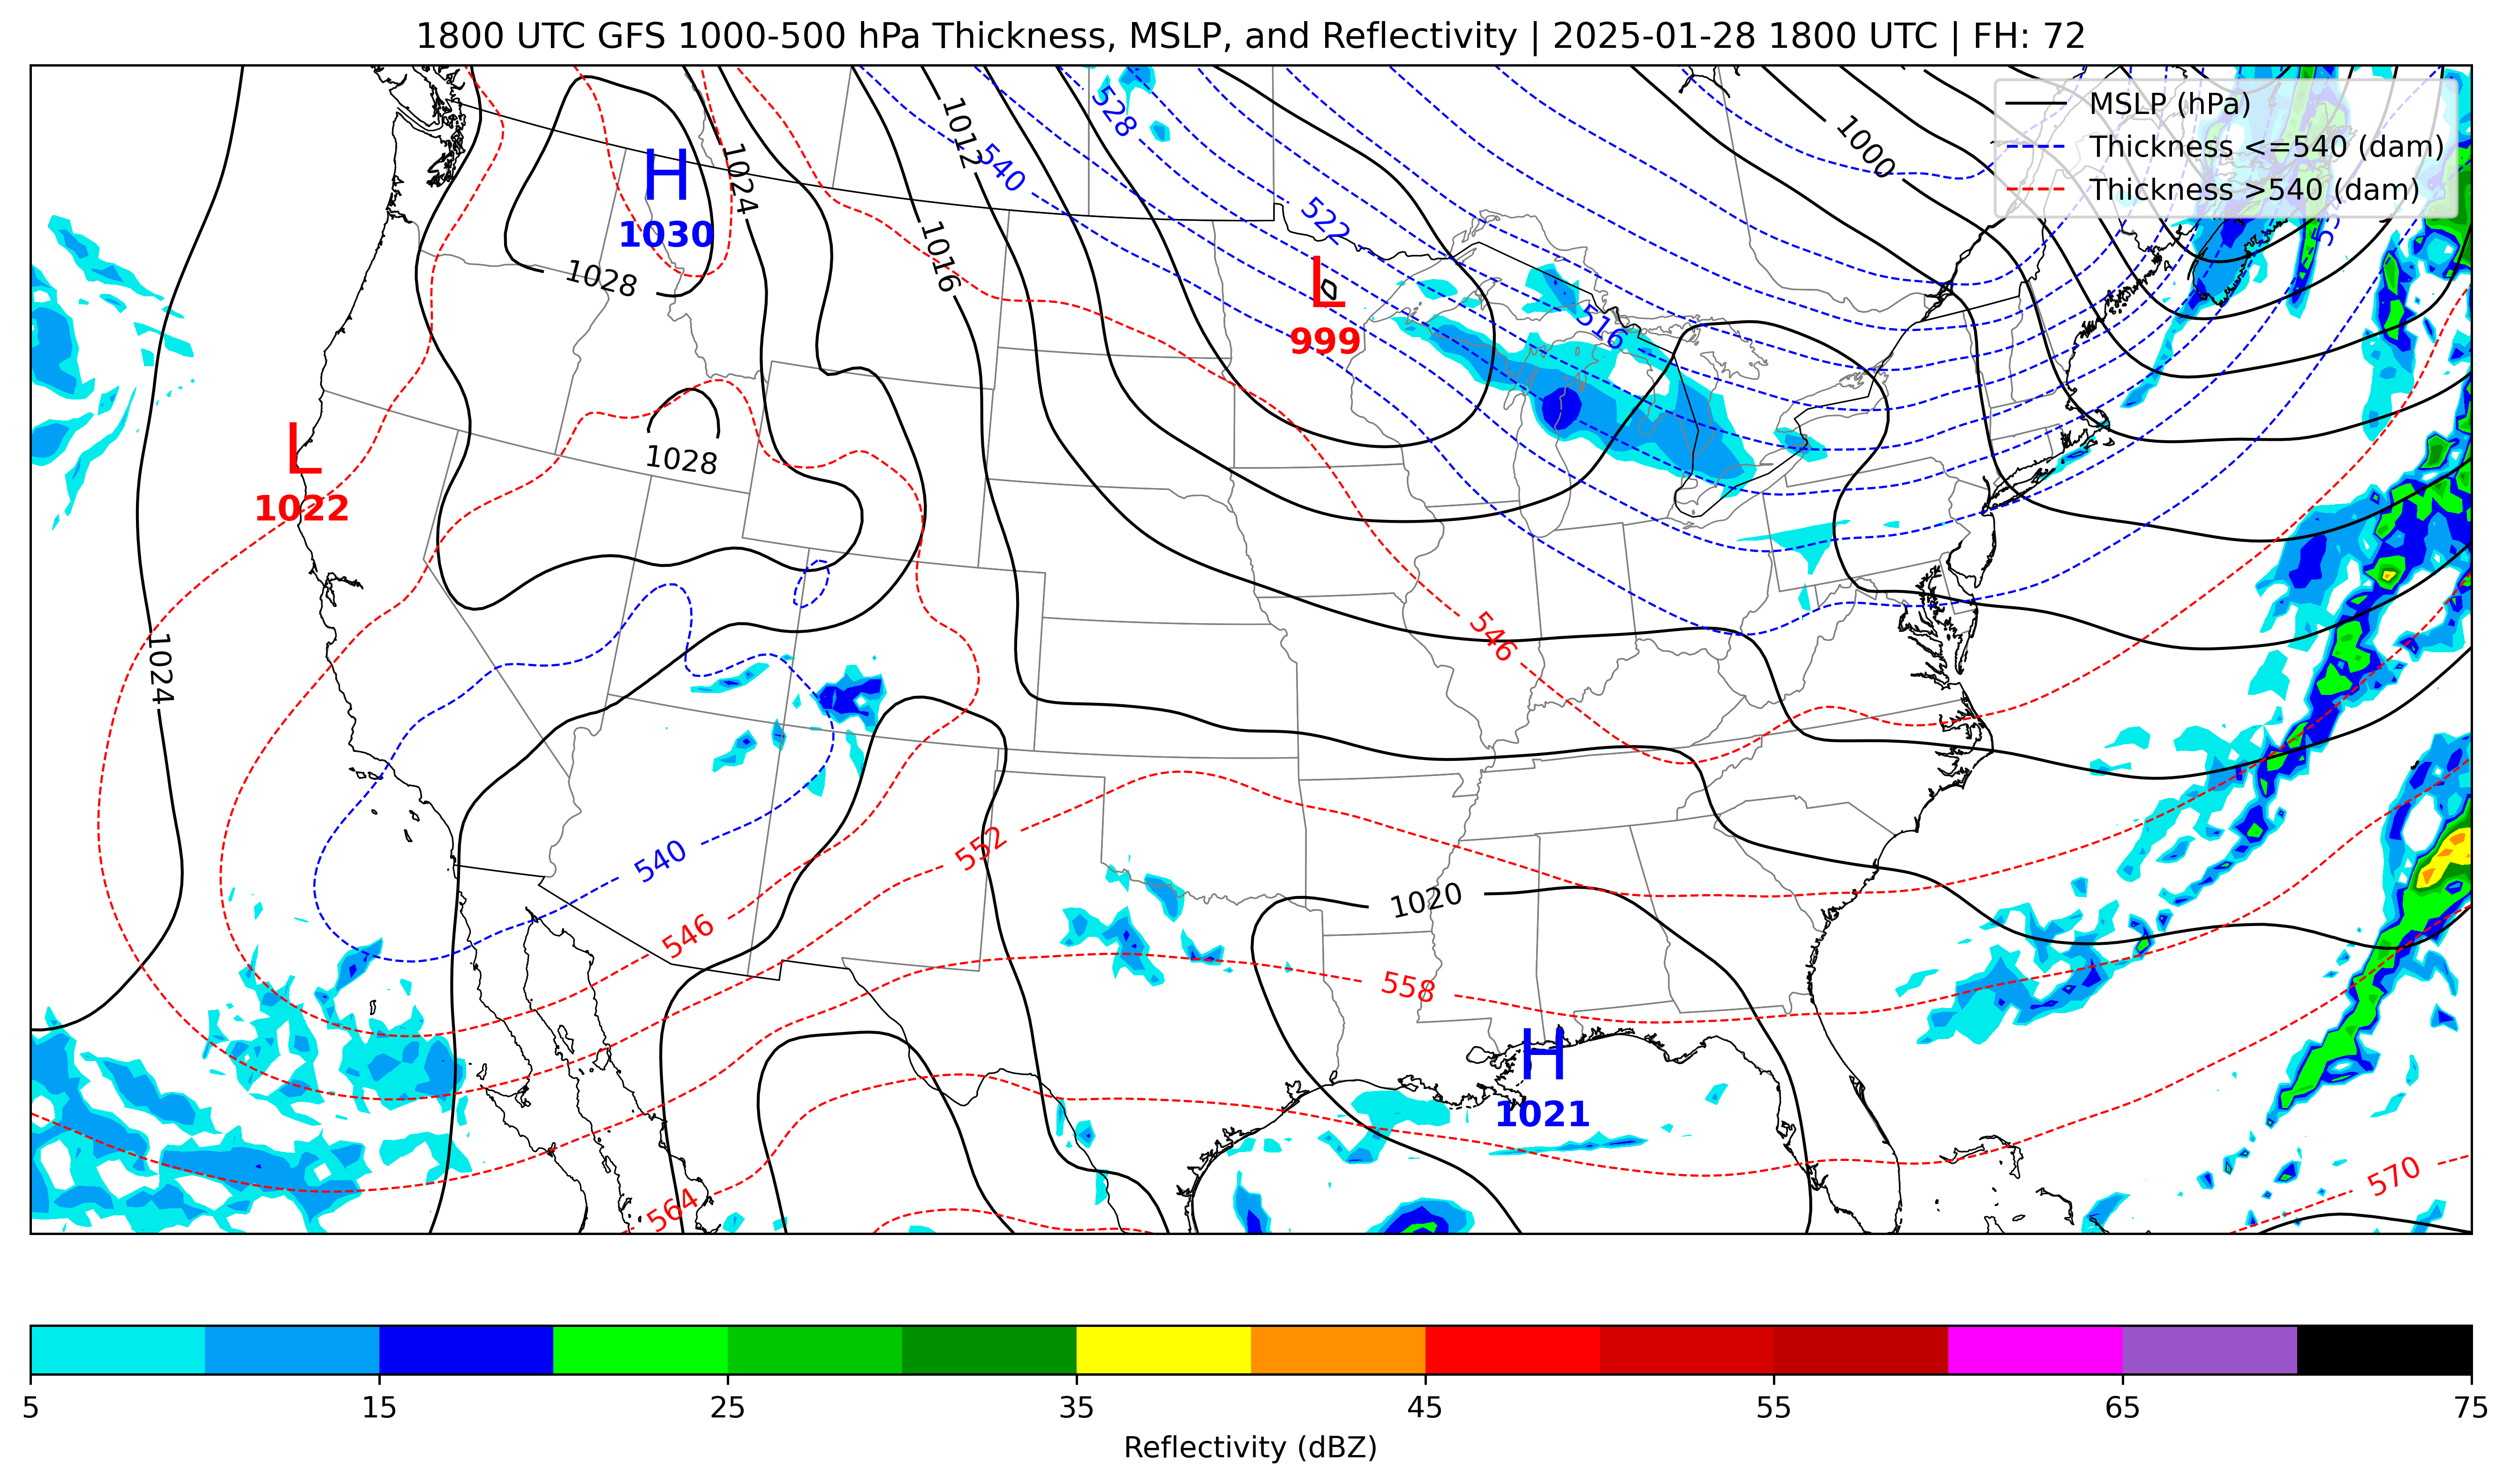 1800 UTC GFS 1000-500 hPa Thickness, MSLP, and Reflectivity | 2025-01-28 1800 UTC | FH: 72
MSLP (hPa)
Thickness <=540 (dam)
Thickness >540 (dam)
528
1012
1000
540
1024
H
1030
522
1016
1028
L
999
516
L
1022
1028
546
1024
552
540
1020
546
558
H
1021
570
564
5 15 25 35 45 55 65 75
Reflectivity (dBZ)